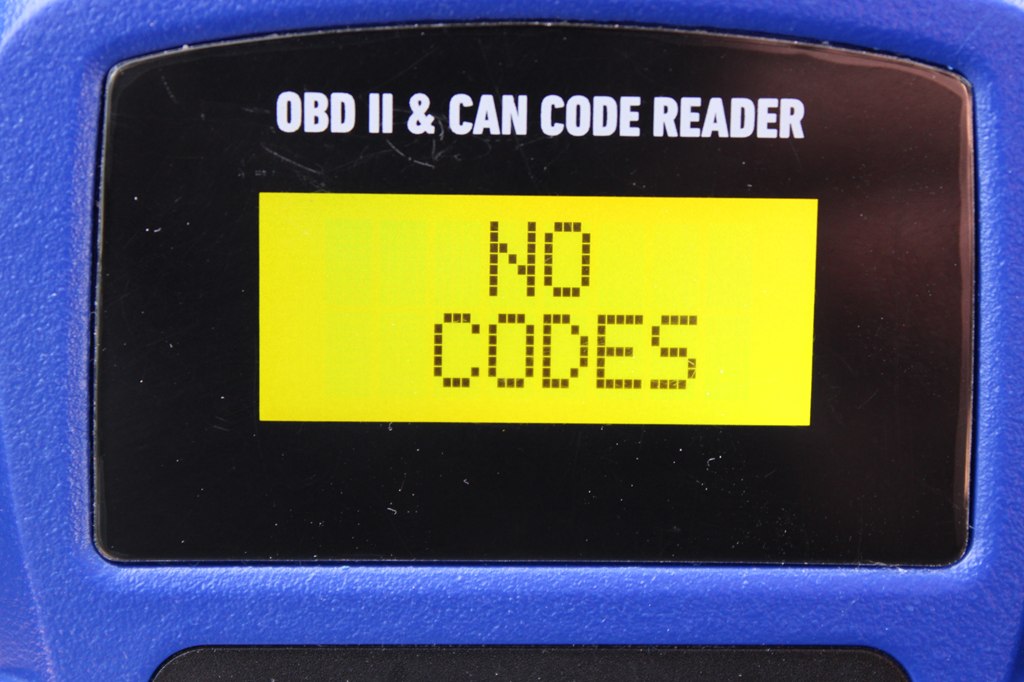 OBD II & CAN CODE READER
NO
CODES